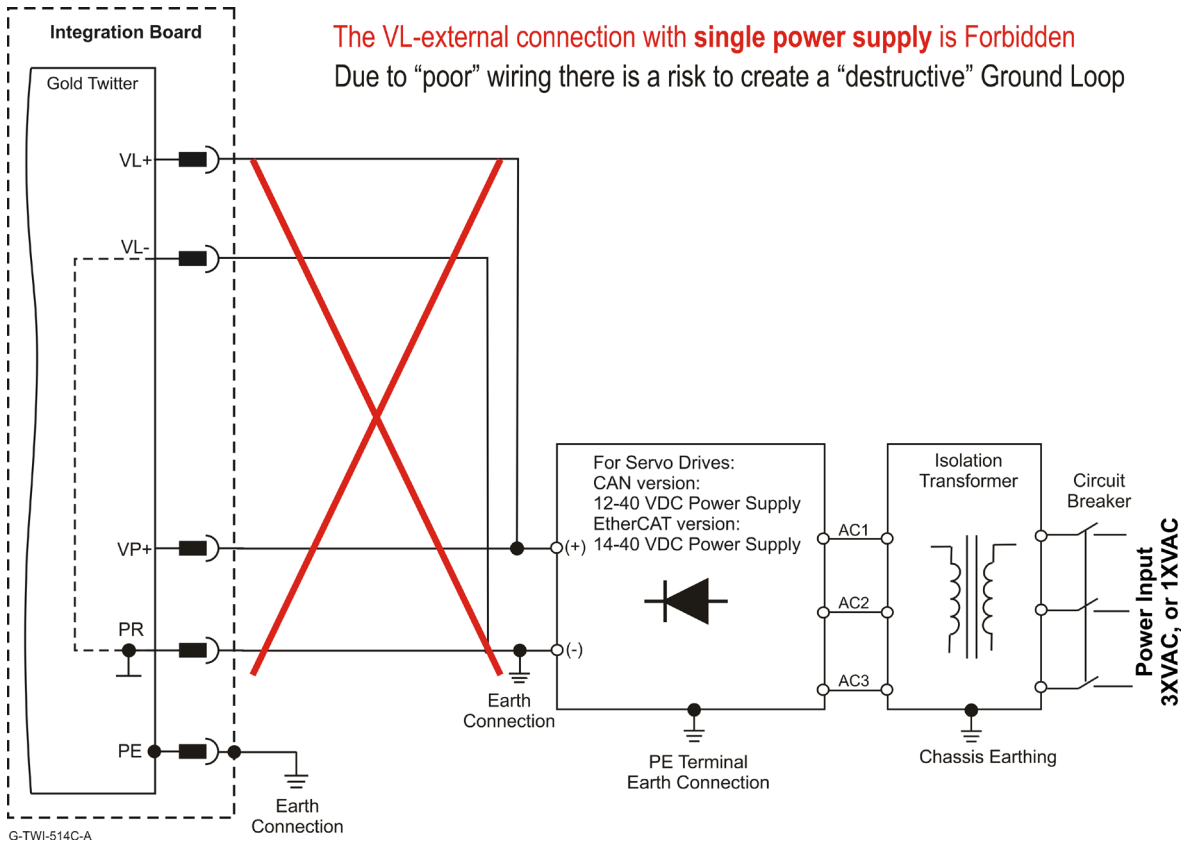 Integration Board
The VL-external connection with single power supply is Forbidden
Due to “poor” wiring there is a risk to create a “destructive” Ground Loop
Gold Twitter
VL+
VL-
For Servo Drives:
CAN version:
12-40 VDC Power Supply
EtherCAT version:
14-40 VDC Power Supply
Isolation
Transformer
Circuit
Breaker
VP+
(+)
AC1
AC2
AC3
PR
(-)
Earth
Connection
Power Input
3XVAC, or 1XVAC
PE
PE Terminal
Earth Connection
Chassis Earthing
Earth
Connection
G-TWI-514C-A